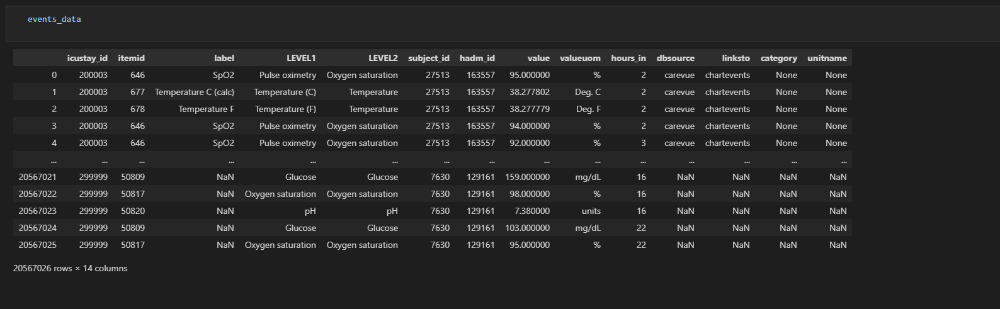 events_data
icustay_id itemid label LEVEL1 LEVEL2 subject_id hadm_id value valueuom hours_in dbsource linksto category unitname
0 200003 646 SpO2 Pulse oximetry Oxygen saturation 27513 163557 95.000000 % 2 carevue chartevents None None
1 200003 677 Temperature C (calc) Temperature (C) Temperature 27513 163557 38.277802 Deg. C 2 carevue chartevents None None
2 200003 678 Temperature F Temperature (F) Temperature 27513 163557 38.277779 Deg. F 2 carevue chartevents None None
3 200003 646 SpO2 Pulse oximetry Oxygen saturation 27513 163557 94.000000 % 2 carevue chartevents None None
4 200003 646 SpO2 Pulse oximetry Oxygen saturation 27513 163557 92.000000 % 3 carevue chartevents None None
... ... ... ... ... ... ... ... ... ... ... ... ... ... ...
20567021 299999 50809 NaN Glucose Glucose 7630 129161 159.000000 mg/dL 16 NaN NaN NaN NaN
20567022 299999 50817 NaN Oxygen saturation Oxygen saturation 7630 129161 98.000000 % 16 NaN NaN NaN NaN
20567023 299999 50820 NaN pH pH 7630 129161 7.380000 units 16 NaN NaN NaN NaN
20567024 299999 50809 NaN Glucose Glucose 7630 129161 103.000000 mg/dL 22 NaN NaN NaN NaN
20567025 299999 50817 NaN Oxygen saturation Oxygen saturation 7630 129161 95.000000 % 22 NaN NaN NaN NaN
20567026 rows × 14 columns